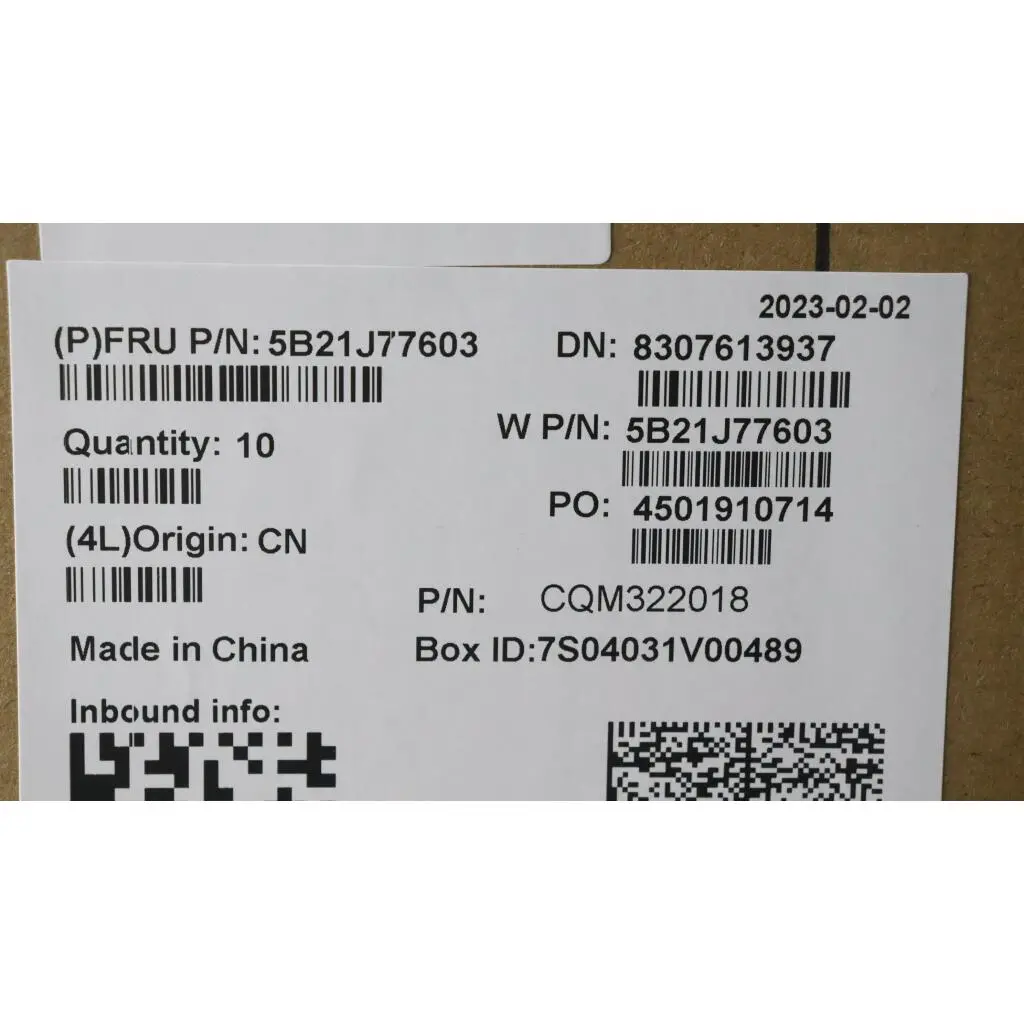 2023-02-02
(P)FRU P/N: 5B21J77603
DN: 8307613937
Quantity: 10
W P/N: 5B21J77603
PO: 4501910714
(4L)Origin: CN
P/N: CQM322018
Made in China
Box ID:7S04031V00489
Inbound info: